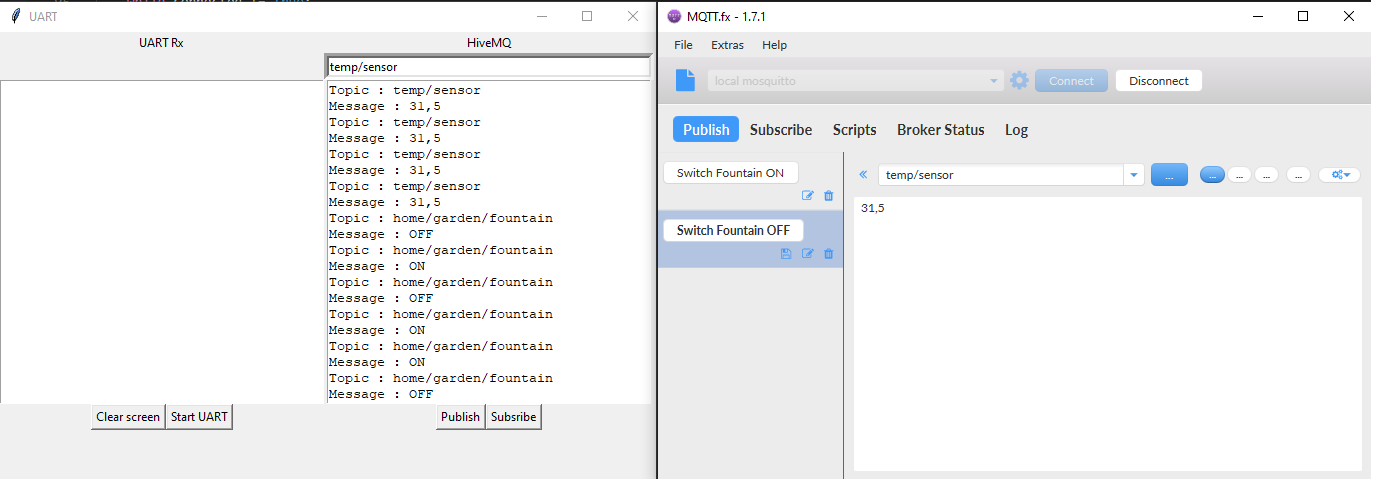 UART
UART Rx
HiveMQ
temp/sensor
Topic : temp/sensor
Message : 31,5
Topic : temp/sensor
Message : 31,5
Topic : temp/sensor
Message : 31,5
Topic : temp/sensor
Message : 31,5
Topic : home/garden/fountain
Message : OFF
Topic : home/garden/fountain
Message : ON
Topic : home/garden/fountain
Message : OFF
Topic : home/garden/fountain
Message : ON
Topic : home/garden/fountain
Message : ON
Topic : home/garden/fountain
Message : OFF
Clear screen Start UART
Publish Subsribe
MQTT.fx - 1.7.1
File Extras Help
local mosquitto Connect Disconnect
Publish Subscribe Scripts Broker Status Log
Switch Fountain ON
Switch Fountain OFF
temp/sensor ... ... ... ... ...
31,5